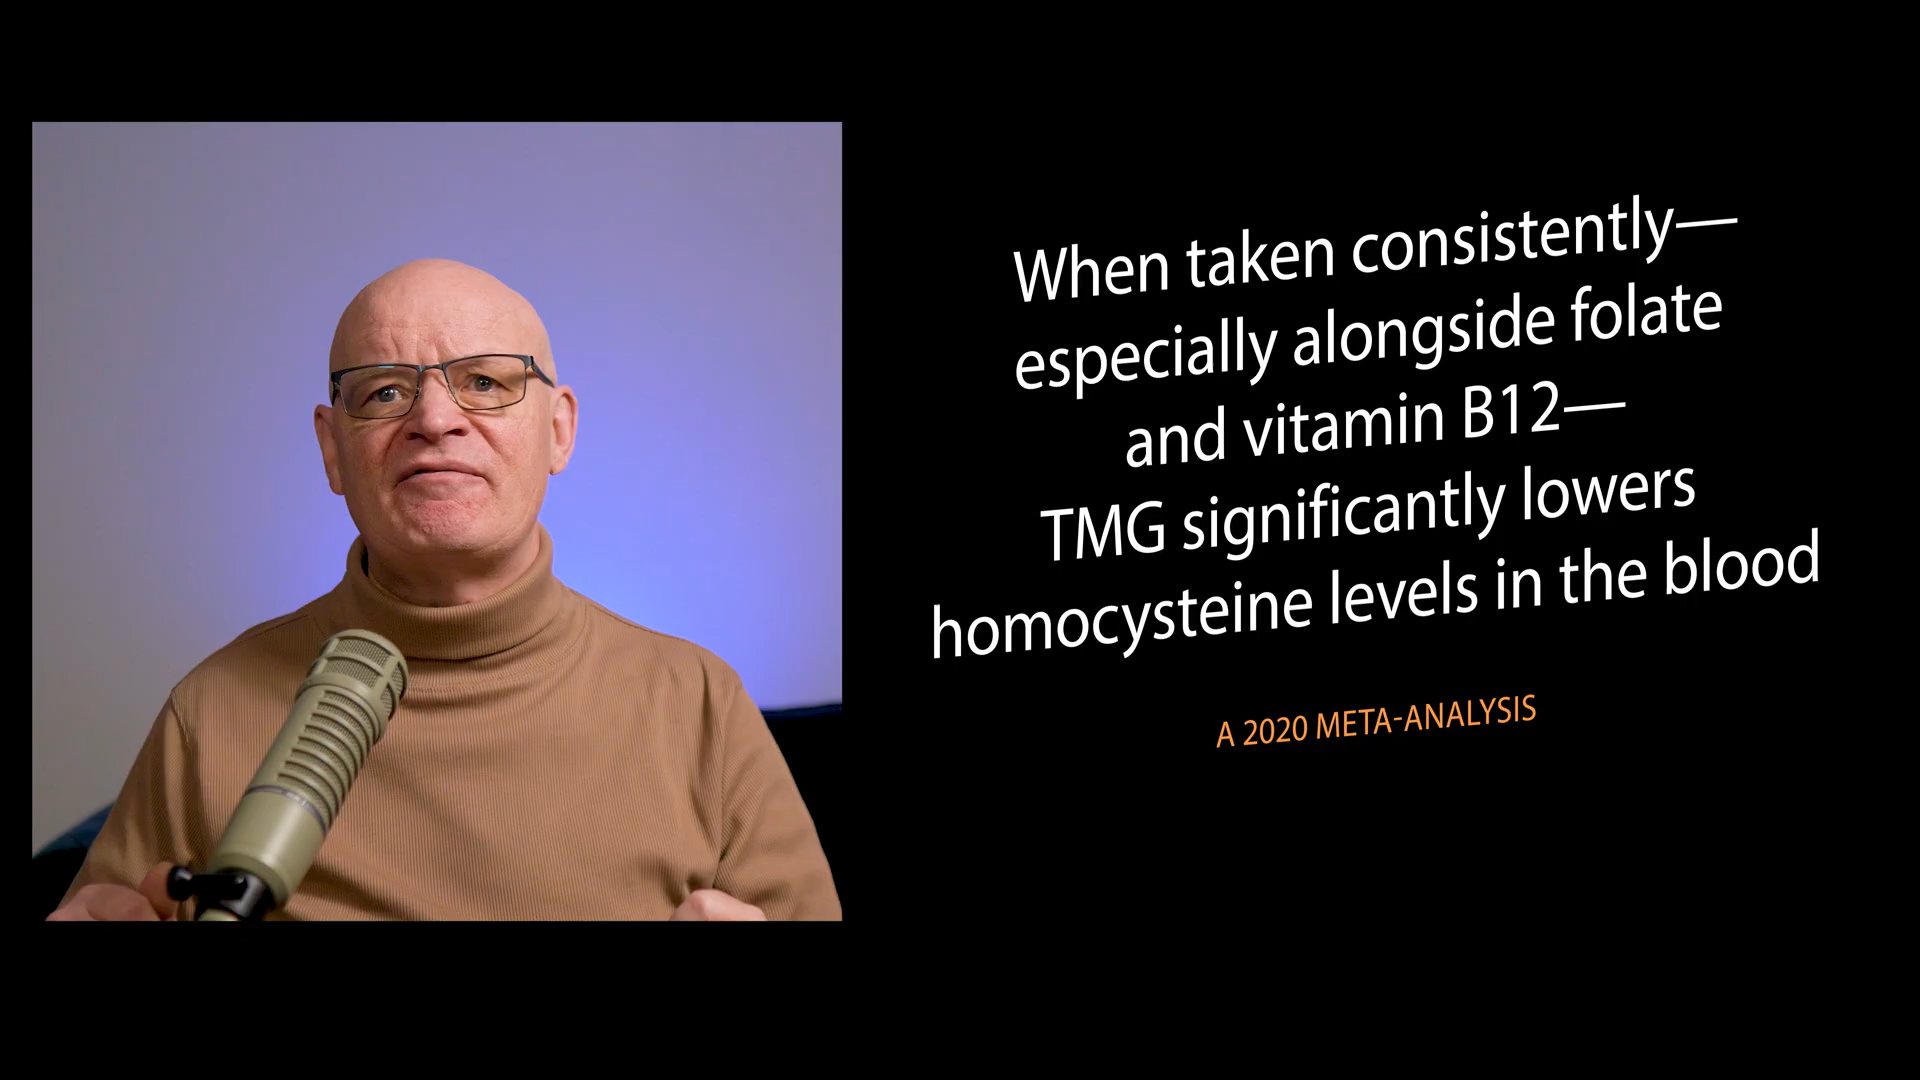 When taken consistently—
especially alongside folate
and vitamin B12—
TMG significantly lowers
homocysteine levels in the blood
A 2020 META-ANALYSIS